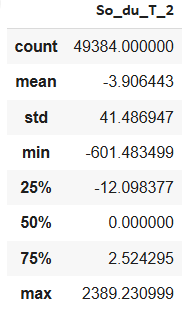 So_du_T_2
count 49384.000000
mean -3.906443
std 41.486947
min -601.483499
25% -12.098377
50% 0.000000
75% 2.524295
max 2389.230999